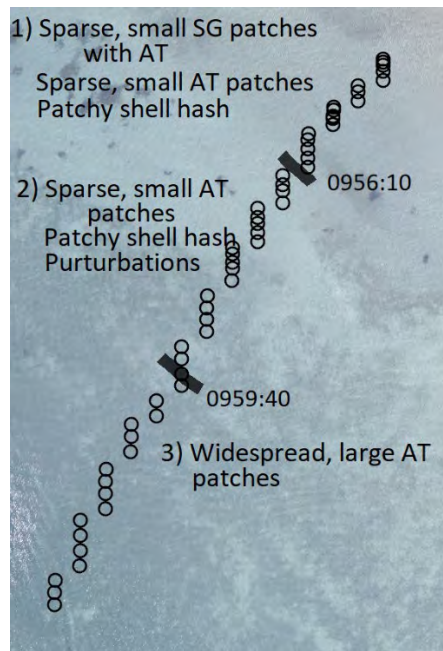 1) Sparse, small SG patches
with AT
Sparse, small AT patches
Patchy shell hash
0956:10
2) Sparse, small AT
patches
Patchy shell hash
Purturbations
0959:40
3) Widespread, large AT
patches